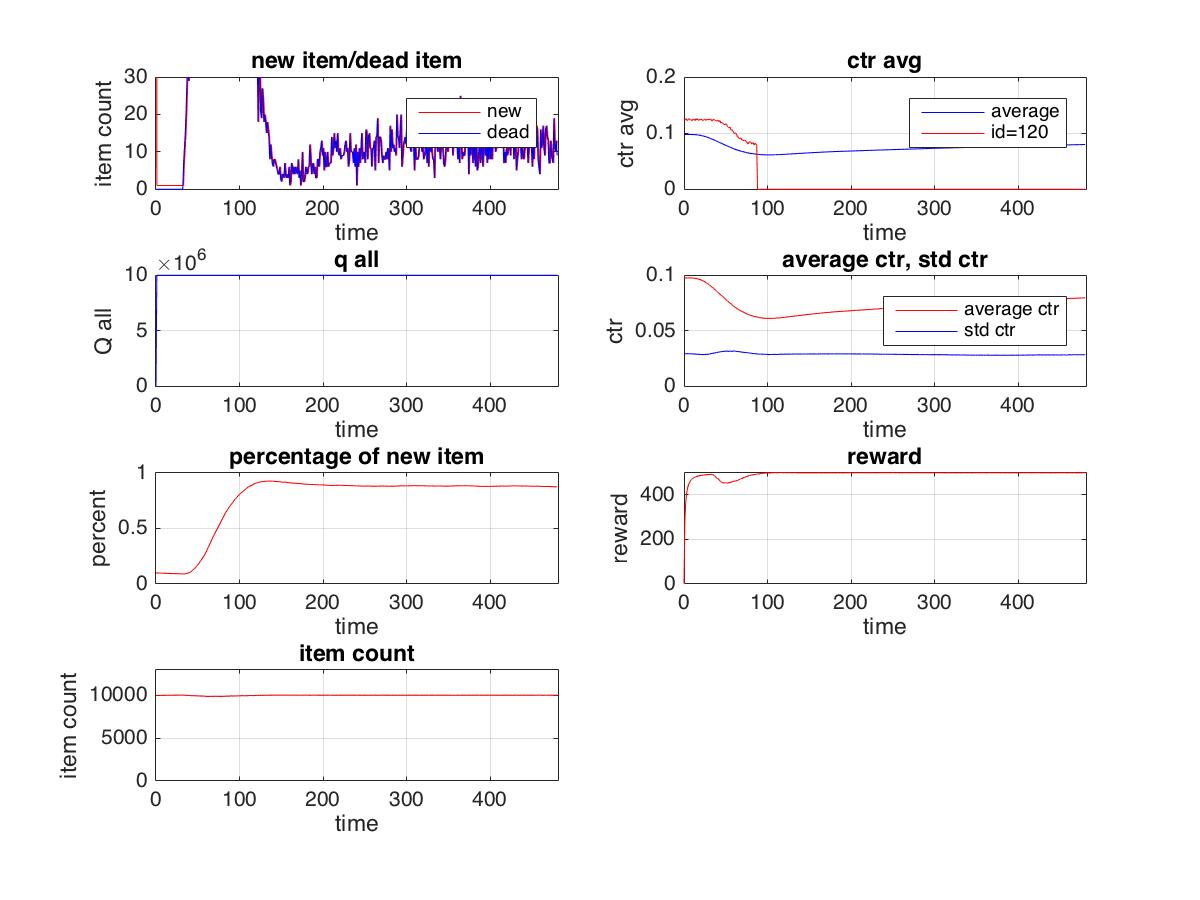 new item/dead item
30
20
10
0
item count
new
dead
0 100 200 300 400
time
ctr avg
0.2
0.1
0
ctr avg
average
id=120
0 100 200 300 400
time
q all
×10^6
10
5
0
Q all
0 100 200 300 400
time
average ctr, std ctr
0.1
0.05
0
ctr
average ctr
std ctr
0 100 200 300 400
time
percentage of new item
1
0.5
0
percent
0 100 200 300 400
time
reward
400
200
0
reward
0 100 200 300 400
time
item count
10000
5000
0
item count
0 100 200 300 400
time